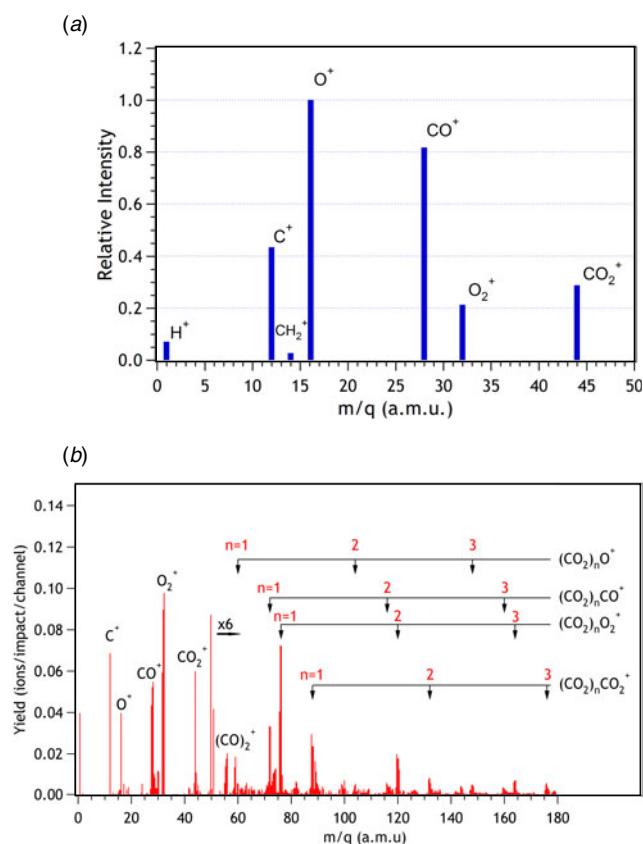 (a)
1.2
1.0
0.8
0.6
0.4
0.2
0.0
Relative Intensity
H⁺
C⁺
CH₂⁺
O⁺
CO⁺
O₂⁺
CO₂⁺
0 5 10 15 20 25 30 35 40 45 50
m/q (a.m.u.)
(b)
0.14
0.12
0.10
0.08
0.06
0.04
0.02
0.00
Yield (ions/impact/channel)
n=1 2 3 (CO₂)ₙO⁺
n=1 2 3 (CO₂)ₙCO⁺
n=1 2 3 (CO₂)ₙO₂⁺
n=1 2 3 (CO₂)ₙCO₂⁺
C⁺
O⁺
CO⁺
O₂⁺
CO₂⁺
x6
(CO)₂⁺
0 20 40 60 80 100 120 140 160 180
m/q (a.m.u)